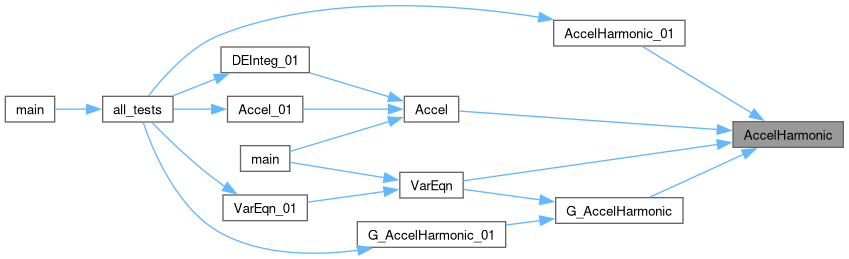 AccelHarmonic_01
DEInteg_01
main
all_tests
Accel_01
Accel
AccelHarmonic
main
VarEqn
VarEqn_01
G_AccelHarmonic
G_AccelHarmonic_01